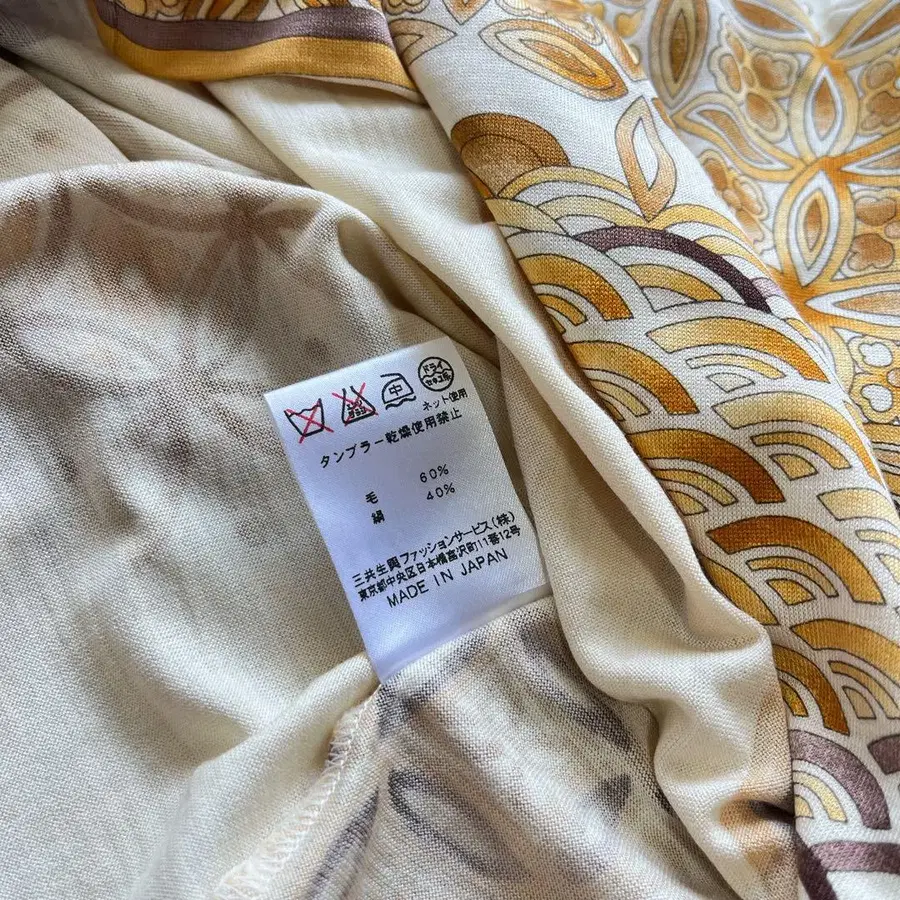 中 ドライ
セキユ系
ネット使用
タンブラー乾燥使用禁止
毛 60%
絹 40%
三共生興ファッションサービス(株)
東京都中央区日本橋富沢町11番12号
MADE IN JAPAN